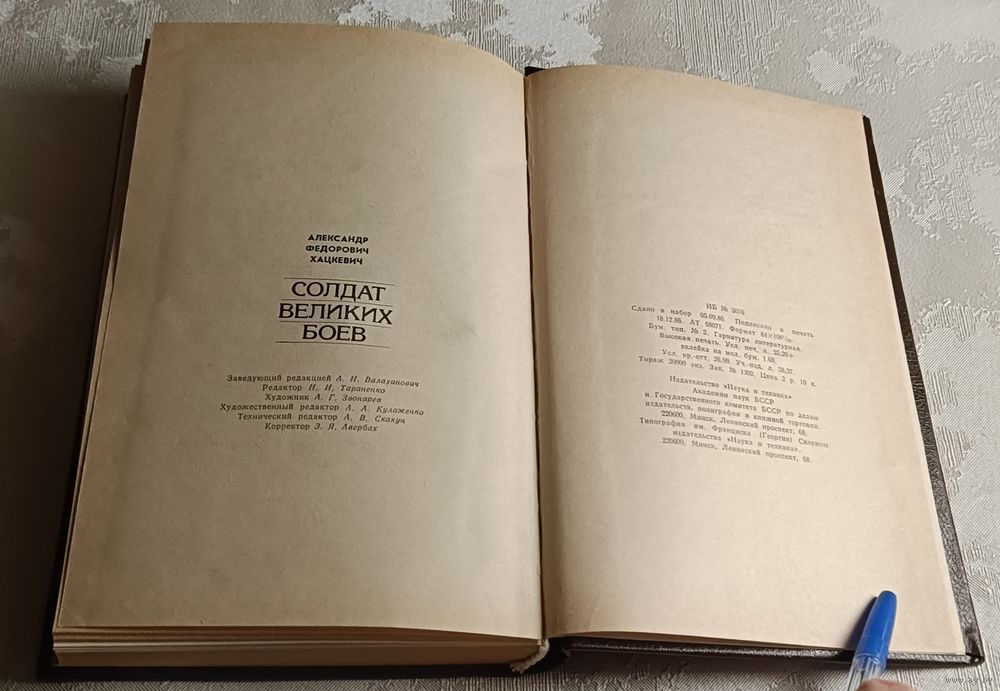 АЛЕКСАНДР
ФЕДОРОВИЧ
ХАЦКЕВИЧ
СОЛДАТ
ВЕЛИКИХ
БОЕВ
Заведующий редакцией А. И. Валаханович
Редактор Н. И. Тараненко
Художник А. Г. Звонарев
Художественный редактор Л. А. Кулаженко
Технический редактор А. В. Скакун
Корректор З. Я. Авербах
ИБ № 3076
Сдано в набор 05.09.86. Подписано в печать
18.12.86. АТ 08071. Формат 84×108¹/₃₂.
Бум. тип. № 2. Гарнитура литературная.
Высокая печать. Усл. печ. л. 25,20+
вклейка на мел. бум. 1,68.
Усл. кр.-отт. 26,99. Уч.-изд. л. 28,37.
Тираж 20000 экз. Зак. № 1302. Цена 2 р. 10 к.
Издательство «Наука и техника»
Академии наук БССР
и Государственного комитета БССР по делам
издательств, полиграфии и книжной торговли.
220600, Минск, Ленинский проспект, 68.
Типография им. Франциска (Георгия) Скорины
издательства «Наука и техника».
220600, Минск, Ленинский проспект, 68.
www.ay.by